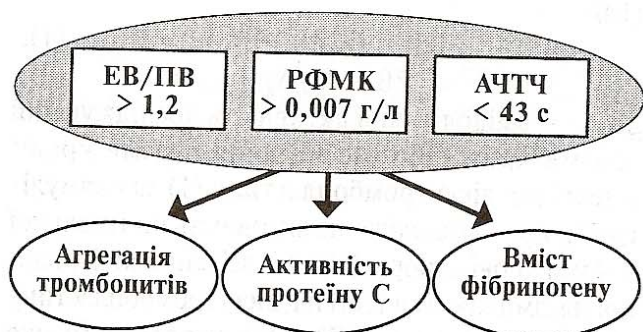 ЕВ/ПВ
> 1,2
РФМК
> 0,007 г/л
АЧТЧ
< 43 с
Агрегація
тромбоцитів
Активність
протеїну С
Вміст
фібриногену